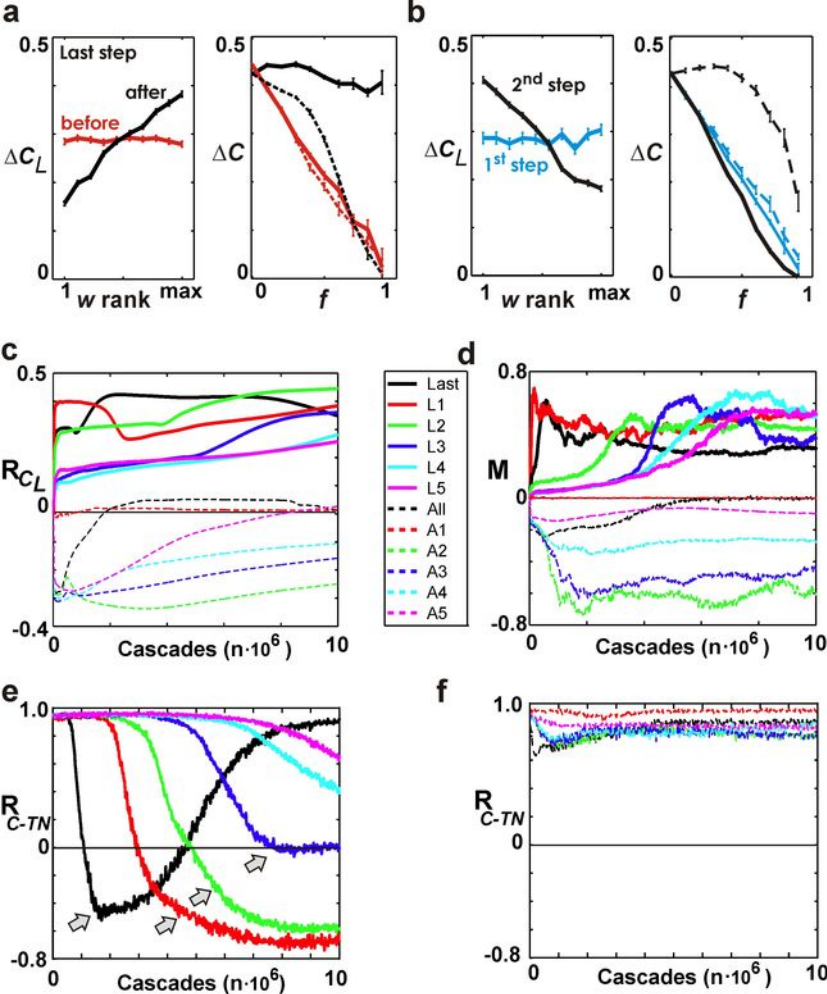 a
b
0.5
Last step
after
before
ΔC_L
0
1
w rank
max
0.5
ΔC
0
0
f
1
0.5
2nd step
1st step
ΔC_L
0
1
w rank
max
0.5
ΔC
0
0
f
1
c
0.5
R_CL
0
-0.4
0
10
Cascades (n·10^6 )
Last
L1
L2
L3
L4
L5
All
A1
A2
A3
A4
A5
d
0.8
M
0
-0.8
0
10
Cascades (n·10^6 )
e
1.0
R_C-TN
0
-0.8
0
10
Cascades (n·10^6 )
f
1.0
R_C-TN
0
-0.8
0
10
Cascades (n·10^6 )